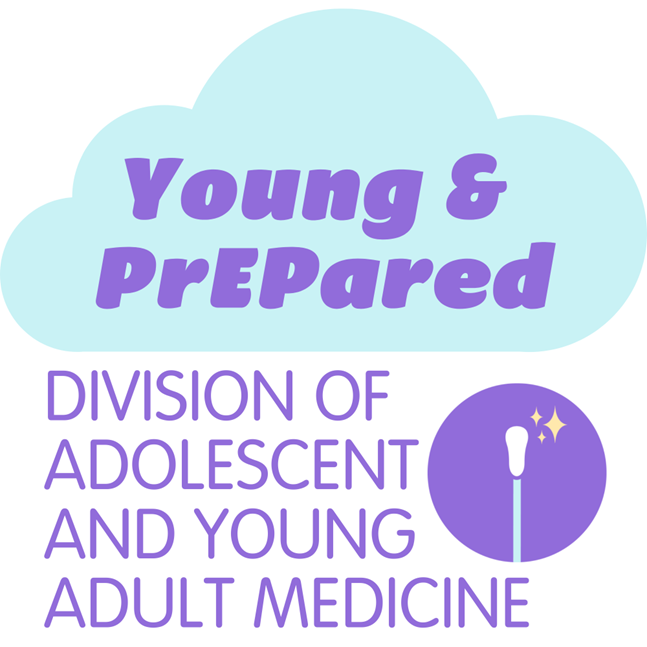 Young &
PrEPared
DIVISION OF
ADOLESCENT
AND YOUNG
ADULT MEDICINE